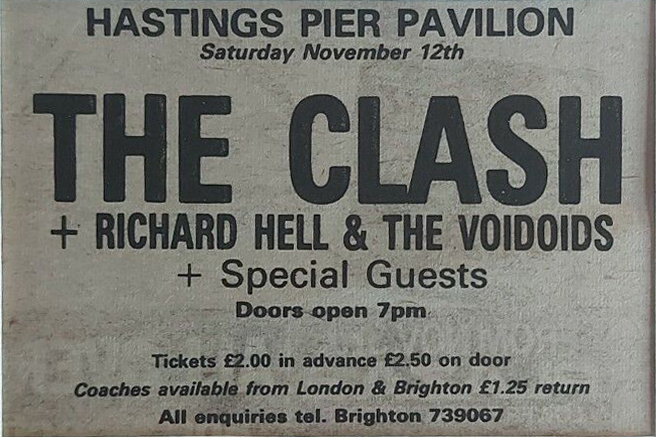 HASTINGS PIER PAVILION
Saturday November 12th
THE CLASH
+ RICHARD HELL & THE VOIDOIDS
+ Special Guests
Doors open 7pm
Tickets £2.00 in advance £2.50 on door
Coaches available from London & Brighton £1.25 return
All enquiries tel. Brighton 739067